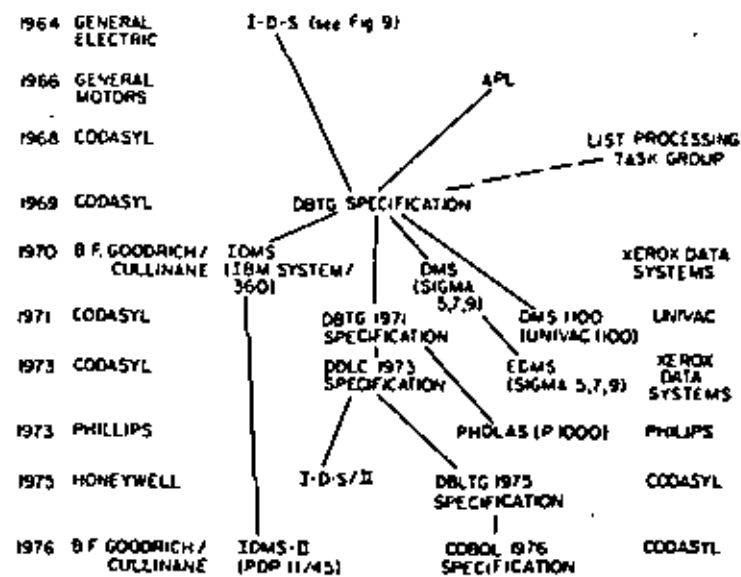 1964 GENERAL ELECTRIC I-D-S (see Fig 9)
1966 GENERAL MOTORS APL
1968 CODASYL LIST PROCESSING TASK GROUP
1969 CODASYL DBTG SPECIFICATION
1970 B F. GOODRICH / CULLINANE IDMS (IBM SYSTEM / 360) DMS (SIGMA 5,7,9) XEROX DATA SYSTEMS
1971 CODASYL DBTG 1971 SPECIFICATION DMS 1100 (UNIVAC 1100) UNIVAC
1973 CODASYL DDLC 1973 SPECIFICATION EDMS (SIGMA 5,7,9) XEROX DATA SYSTEMS
1973 PHILLIPS PHOLAS (P 1000) PHILIPS
1975 HONEYWELL I-D-S/II DBLTG 1975 SPECIFICATION CODASYL
1976 B F GOODRICH / CULLINANE IDMS-II (PDP 11/45) COBOL 1976 SPECIFICATION CODASYL